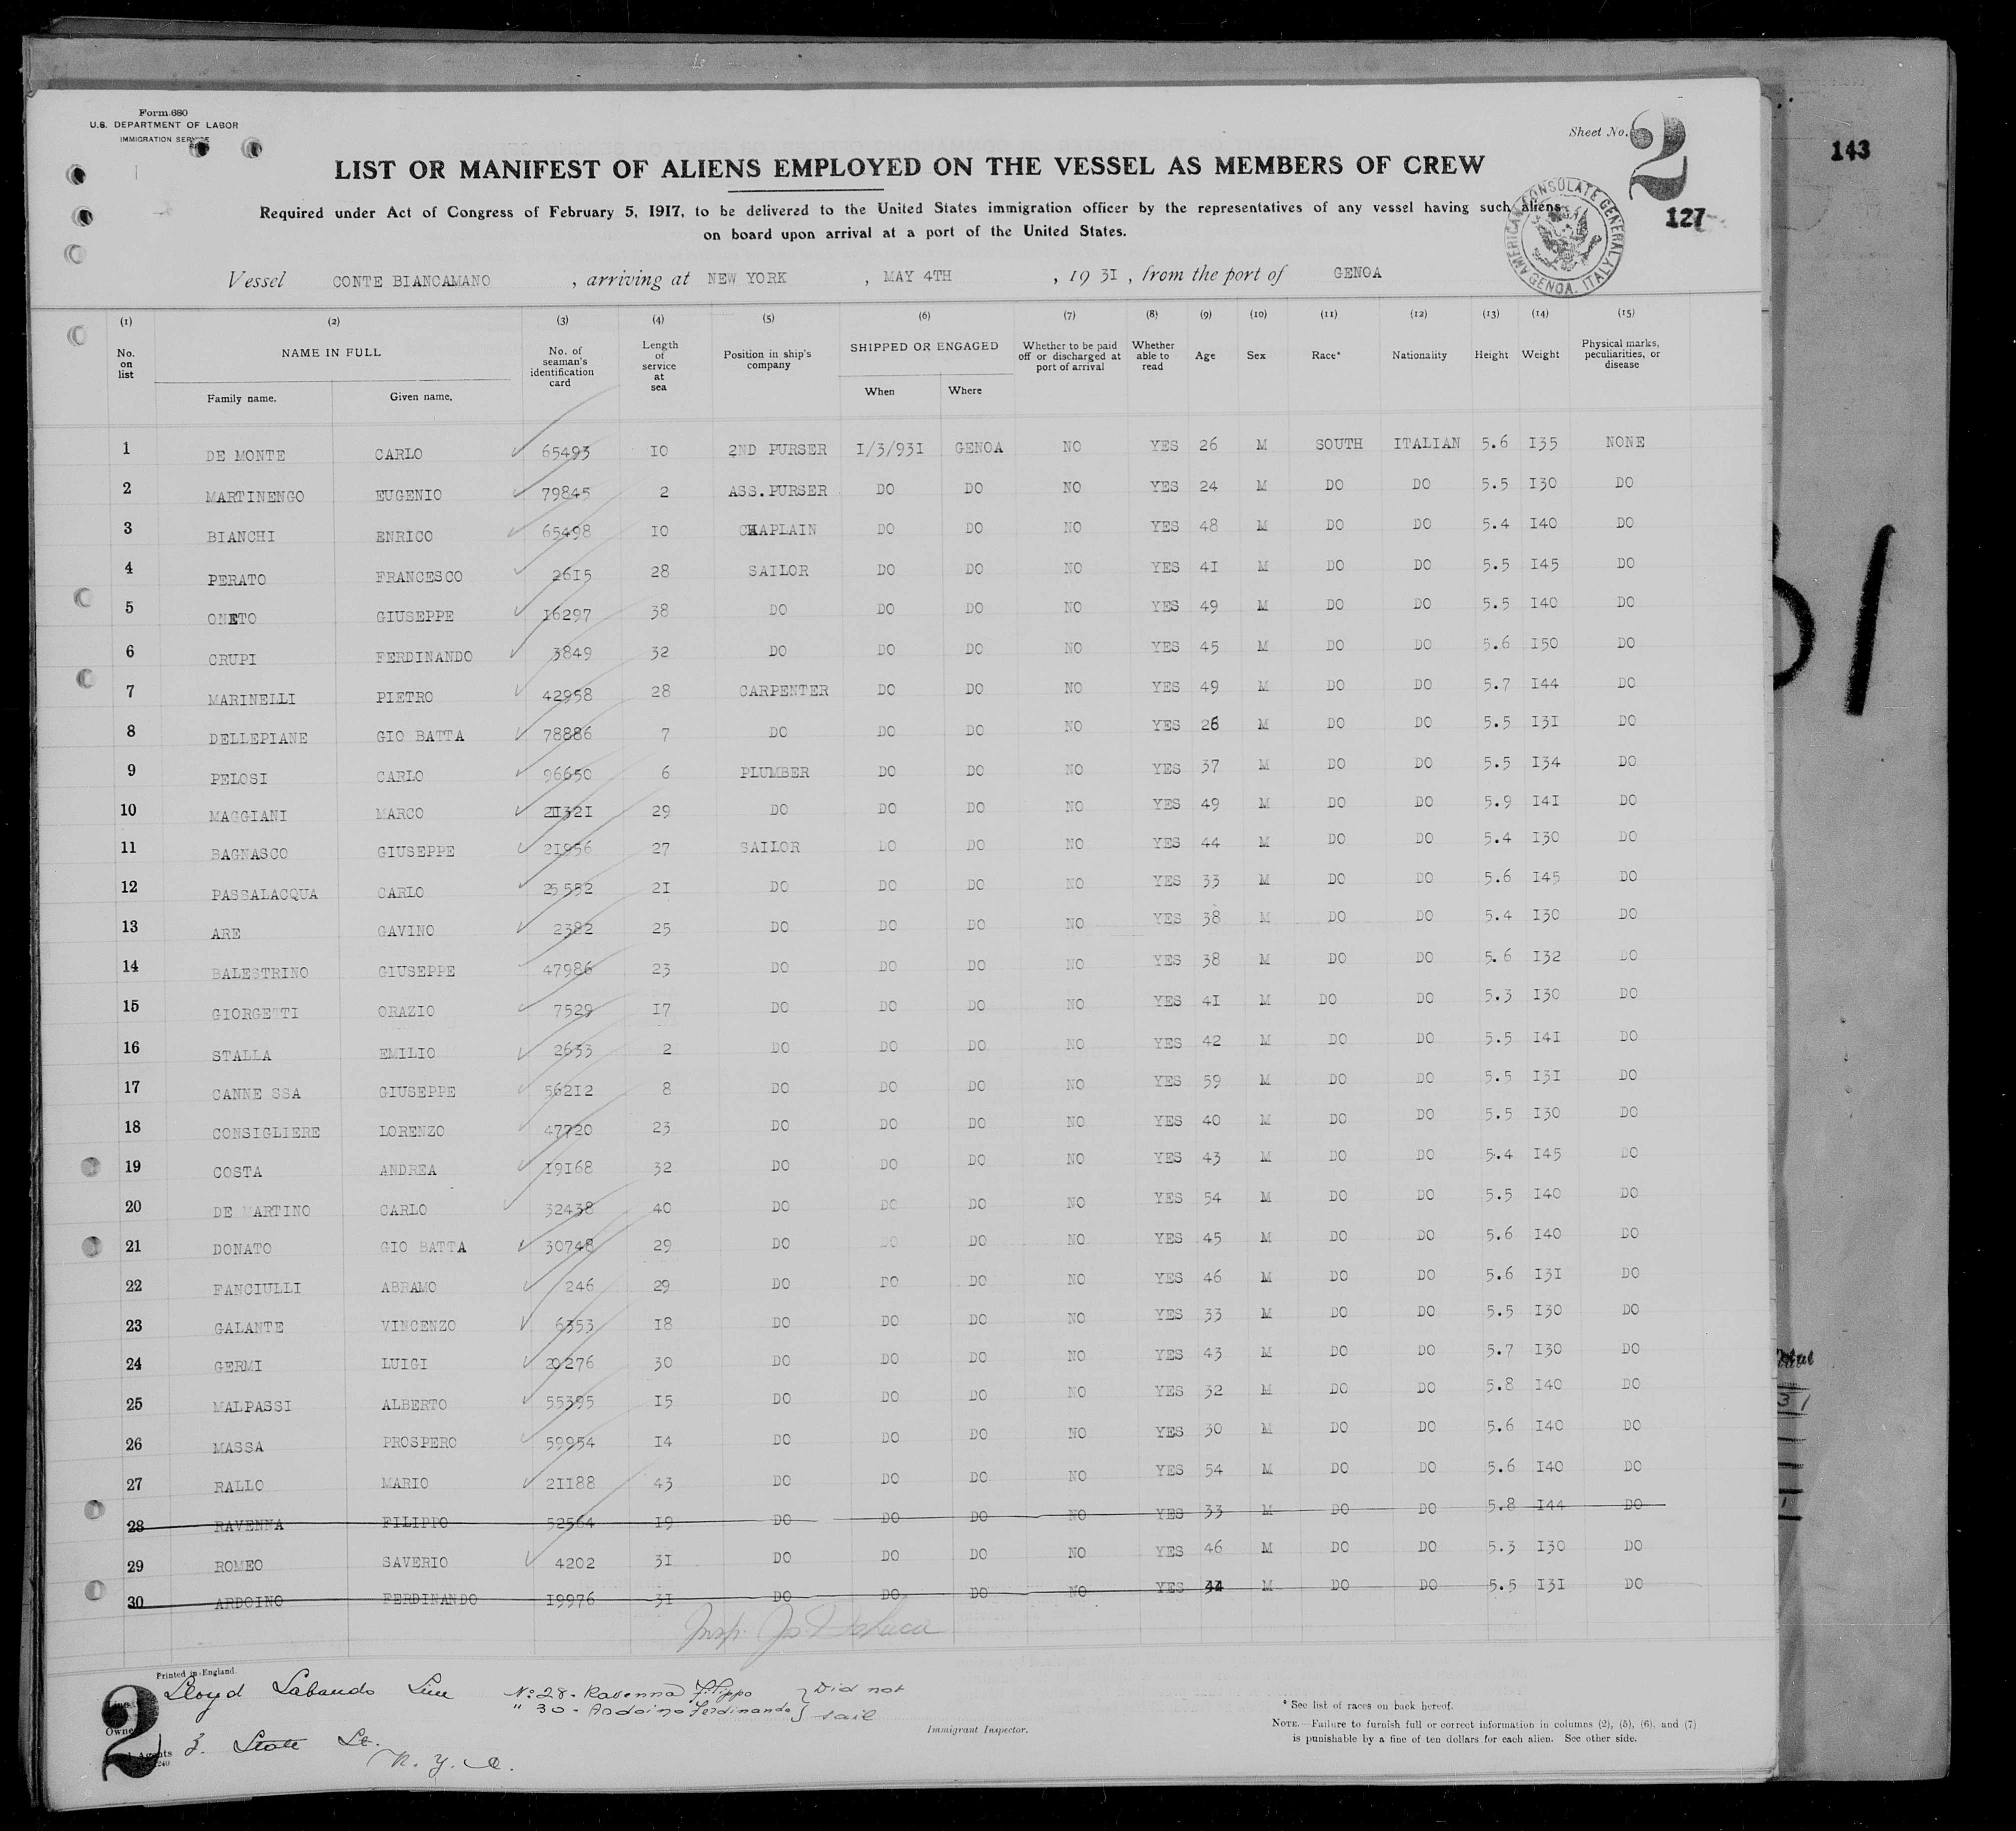 Form 680
U.S. DEPARTMENT OF LABOR
IMMIGRATION SERVICE
Sheet No. 2
143
127
LIST OR MANIFEST OF ALIENS EMPLOYED ON THE VESSEL AS MEMBERS OF CREW
Required under Act of Congress of February 5, 1917, to be delivered to the United States immigration officer by the representatives of any vessel having such aliens
on board upon arrival at a port of the United States.
AMERICAN CONSULATE GENERAL GENOA, ITALY
Vessel CONTE BIANCAMANO , arriving at NEW YORK , MAY 4TH , 19 31 , from the port of GENOA
(1) (2) (3) (4) (5) (6) (7) (8) (9) (10) (11) (12) (13) (14) (15)
No. on list NAME IN FULL Family name. Given name, No. of seaman's identification card Length of service at sea Position in ship's company SHIPPED OR ENGAGED When Where Whether to be paid off or discharged at port of arrival Whether able to read Age Sex Race* Nationality Height Weight Physical marks, peculiarities, or disease
1 DE MONTE CARLO 65493 10 2ND PURSER 1/3/931 GENOA NO YES 26 M SOUTH ITALIAN 5.6 135 NONE
2 MARTINENGO EUGENIO 79845 2 ASS.PURSER DO DO NO YES 24 M DO DO 5.5 130 DO
3 BIANCHI ENRICO 65498 10 CHAPLAIN DO DO NO YES 48 M DO DO 5.4 140 DO
4 PERATO FRANCESCO 2615 28 SAILOR DO DO NO YES 41 M DO DO 5.5 145 DO
5 ONETO GIUSEPPE 16297 38 DO DO DO NO YES 49 M DO DO 5.5 140 DO
6 CRUPI FERDINANDO 3849 32 DO DO DO NO YES 45 M DO DO 5.6 150 DO
7 MARINELLI PIETRO 42958 28 CARPENTER DO DO NO YES 49 M DO DO 5.7 144 DO
8 DELLEPIANE GIO BATTA 78886 7 DO DO DO NO YES 26 M DO DO 5.5 131 DO
9 PELOSI CARLO 96650 6 PLUMBER DO DO NO YES 37 M DO DO 5.5 134 DO
10 MAGGIANI MARCO 21321 29 DO DO DO NO YES 49 M DO DO 5.9 141 DO
11 BAGNASCO GIUSEPPE 21956 27 SAILOR DO DO NO YES 44 M DO DO 5.4 130 DO
12 PASSALACQUA CARLO 25552 21 DO DO DO NO YES 33 M DO DO 5.6 145 DO
13 ARE GAVINO 2382 25 DO DO DO NO YES 38 M DO DO 5.4 130 DO
14 BALESTRINO GIUSEPPE 47986 23 DO DO DO NO YES 38 M DO DO 5.6 132 DO
15 GIORGETTI ORAZIO 7529 17 DO DO DO NO YES 41 M DO DO 5.3 130 DO
16 STALLA EMILIO 2633 2 DO DO DO NO YES 42 M DO DO 5.5 141 DO
17 CANNE SSA GIUSEPPE 56212 8 DO DO DO NO YES 59 M DO DO 5.5 131 DO
18 CONSIGLIERE LORENZO 47720 23 DO DO DO NO YES 40 M DO DO 5.5 130 DO
19 COSTA ANDREA 19168 32 DO DO DO NO YES 43 M DO DO 5.4 145 DO
20 DE MARTINO CARLO 32438 40 DO DO DO NO YES 54 M DO DO 5.5 140 DO
21 DONATO GIO BATTA 30748 29 DO DO DO NO YES 45 M DO DO 5.6 140 DO
22 FANCIULLI ABRAMO 246 29 DO DO DO NO YES 46 M DO DO 5.6 131 DO
23 GALANTE VINCENZO 6353 18 DO DO DO NO YES 33 M DO DO 5.5 130 DO
24 GERMI LUIGI 20276 30 DO DO DO NO YES 43 M DO DO 5.7 130 DO
25 MALPASSI ALBERTO 55395 15 DO DO DO NO YES 32 M DO DO 5.8 140 DO
26 MASSA PROSPERO 59954 14 DO DO DO NO YES 30 M DO DO 5.6 140 DO
27 RALLO MARIO 21188 43 DO DO DO NO YES 54 M DO DO 5.6 140 DO
28 RAVENNA FILIPPO 52564 19 DO DO DO NO YES 33 M DO DO 5.8 144 DO
29 ROMEO SAVERIO 4202 31 DO DO DO NO YES 46 M DO DO 5.3 130 DO
30 ARDOINO FERDINANDO 19976 31 DO DO DO NO YES M DO DO 5.5 131 DO
Insp.
Printed in England.
Lloyd Sabaudo Line
No 28 - Ravenna Filippo } Did not
" 30 - Ardoino Ferdinando } sail
3. State St.
N. Y. C.
2
Immigrant Inspector.
* See list of races on back hereof.
NOTE.—Failure to furnish full or correct information in columns (2), (5), (6), and (7)
is punishable by a fine of ten dollars for each alien. See other side.